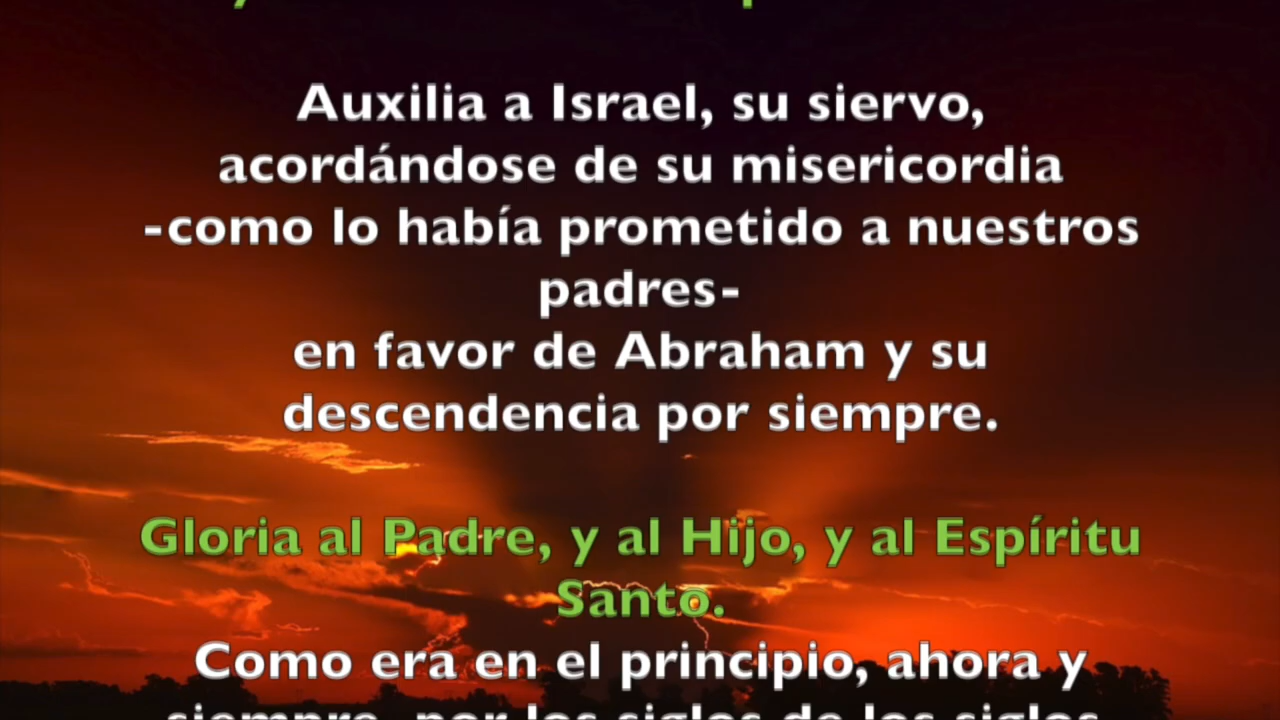 Auxilia a Israel, su siervo,
acordándose de su misericordia
-como lo había prometido a nuestros
padres-
en favor de Abraham y su
descendencia por siempre.
Gloria al Padre, y al Hijo, y al Espíritu
Santo.
Como era en el principio, ahora y
siempre, por los siglos de los siglos.